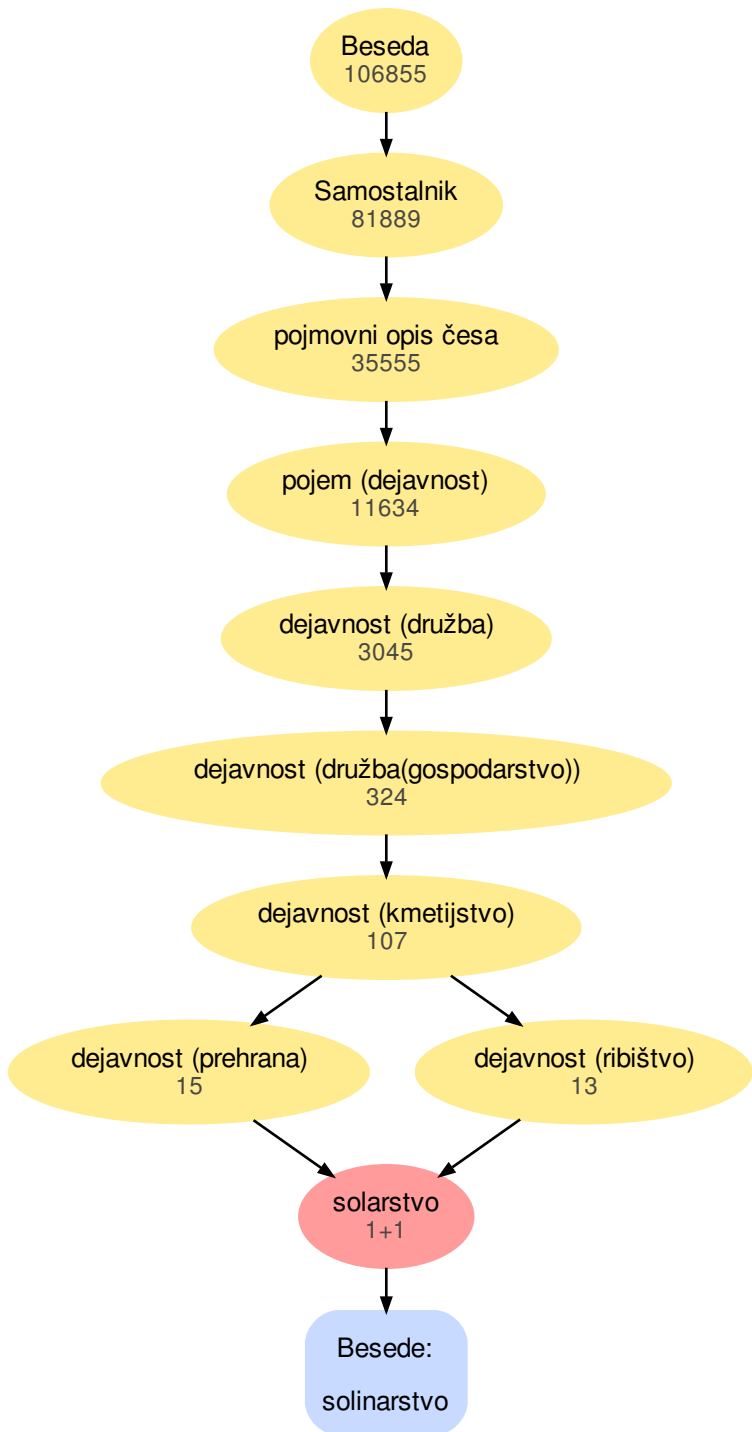 Beseda
106855
Samostalnik
81889
pojmovni opis česa
35555
pojem (dejavnost)
11634
dejavnost (družba)
3045
dejavnost (družba(gospodarstvo))
324
dejavnost (kmetijstvo)
107
dejavnost (prehrana)
15
dejavnost (ribištvo)
13
solarstvo
1+1
Besede:
solinarstvo